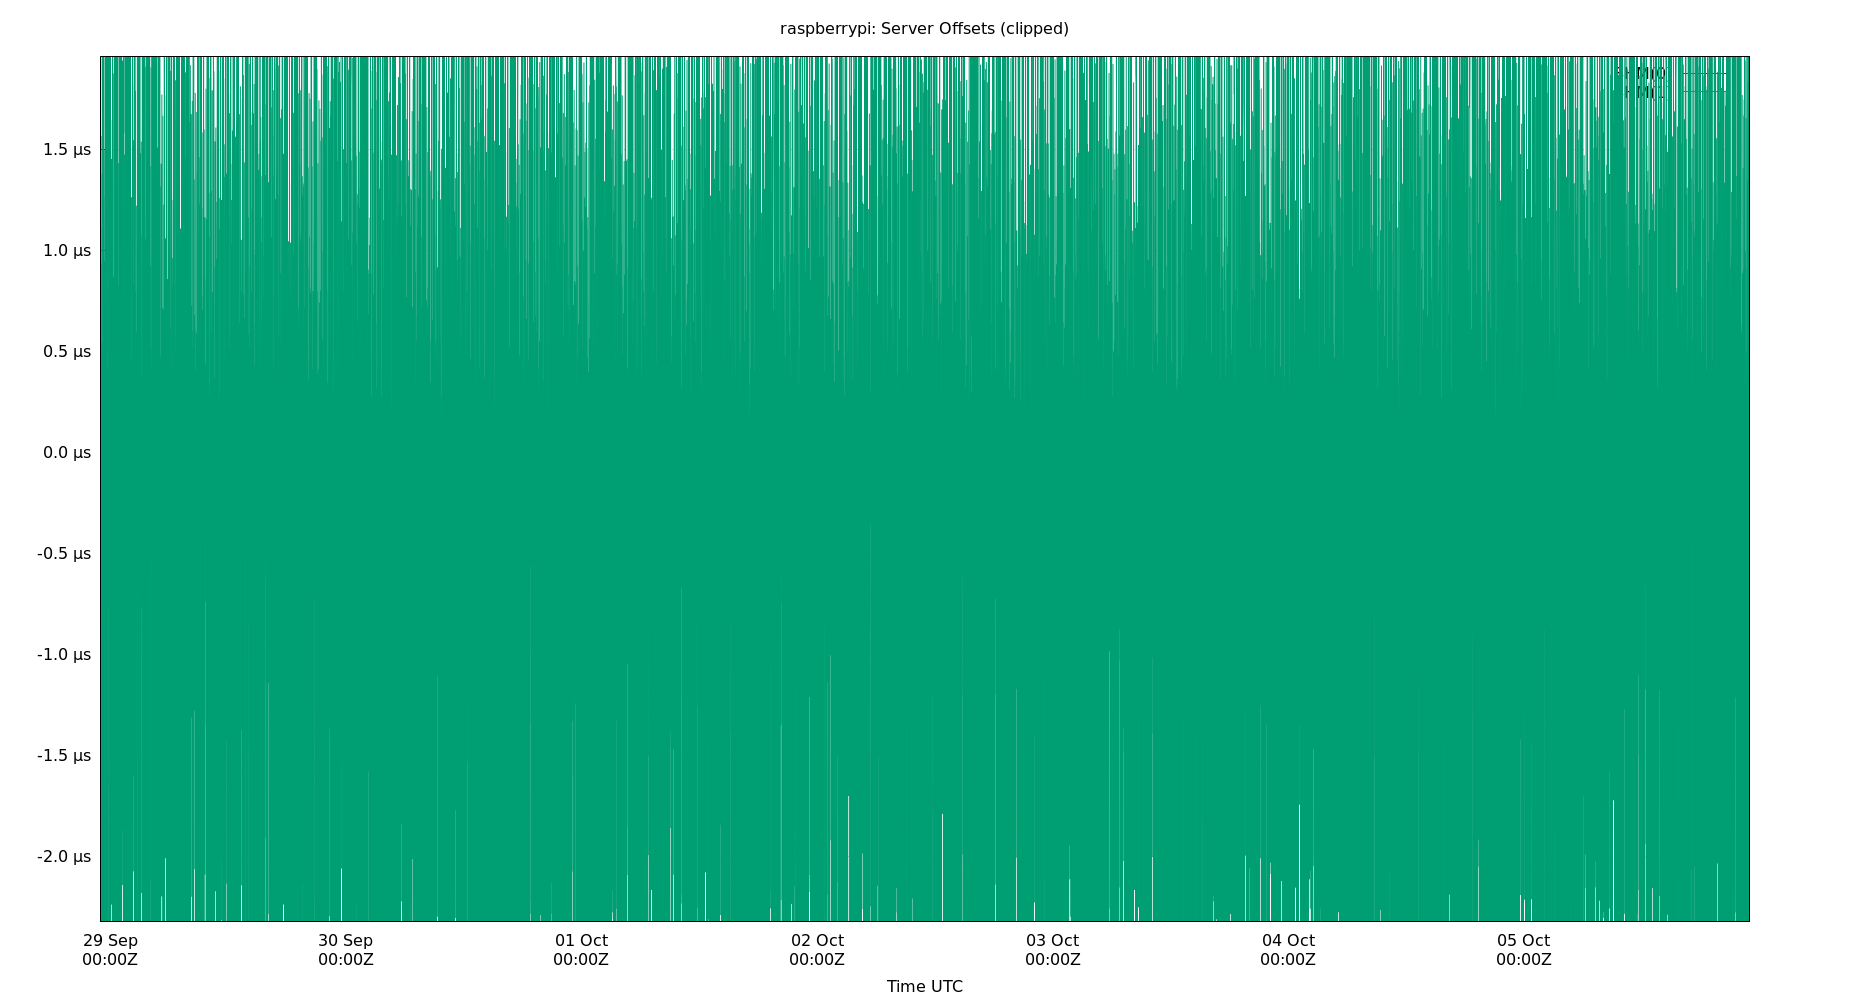 raspberrypi: Server Offsets (clipped)
1.5 µs
1.0 µs
0.5 µs
0.0 µs
-0.5 µs
-1.0 µs
-1.5 µs
-2.0 µs
29 Sep
00:00Z
30 Sep
00:00Z
01 Oct
00:00Z
02 Oct
00:00Z
03 Oct
00:00Z
04 Oct
00:00Z
05 Oct
00:00Z
Time UTC